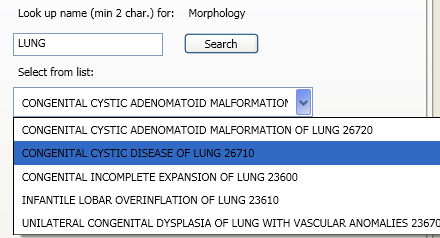 Look up name (min 2 char.) for: Morphology
LUNG Search
Select from list:
CONGENITAL CYSTIC ADENOMATOID MALFORMATION
CONGENITAL CYSTIC ADENOMATOID MALFORMATION OF LUNG 26720
CONGENITAL CYSTIC DISEASE OF LUNG 26710
CONGENITAL INCOMPLETE EXPANSION OF LUNG 23600
INFANTILE LOBAR OVERINFLATION OF LUNG 23610
UNILATERAL CONGENITAL DYSPLASIA OF LUNG WITH VASCULAR ANOMALIES 23670